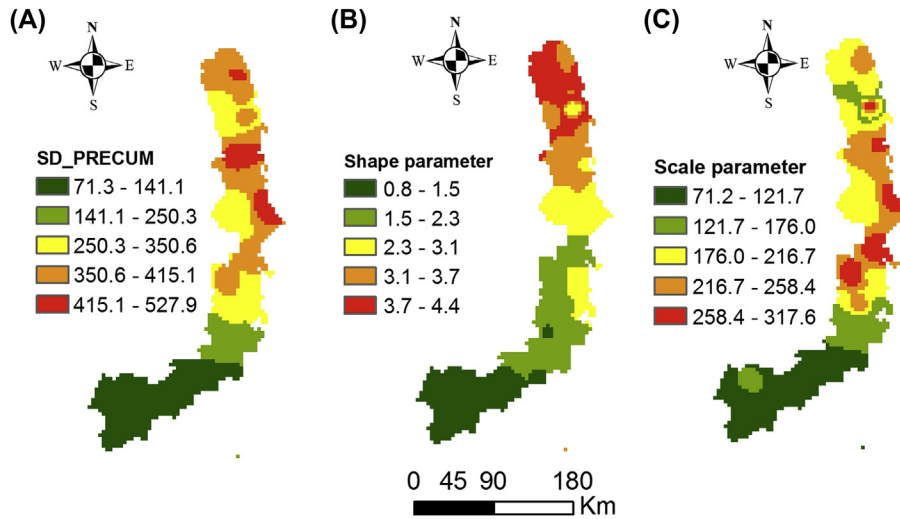 (A)
N
W
E
S
SD_PRECUM
71.3 - 141.1
141.1 - 250.3
250.3 - 350.6
350.6 - 415.1
415.1 - 527.9
(B)
N
W
E
S
Shape parameter
0.8 - 1.5
1.5 - 2.3
2.3 - 3.1
3.1 - 3.7
3.7 - 4.4
(C)
N
W
E
S
Scale parameter
71.2 - 121.7
121.7 - 176.0
176.0 - 216.7
216.7 - 258.4
258.4 - 317.6
0 45 90 180
Km